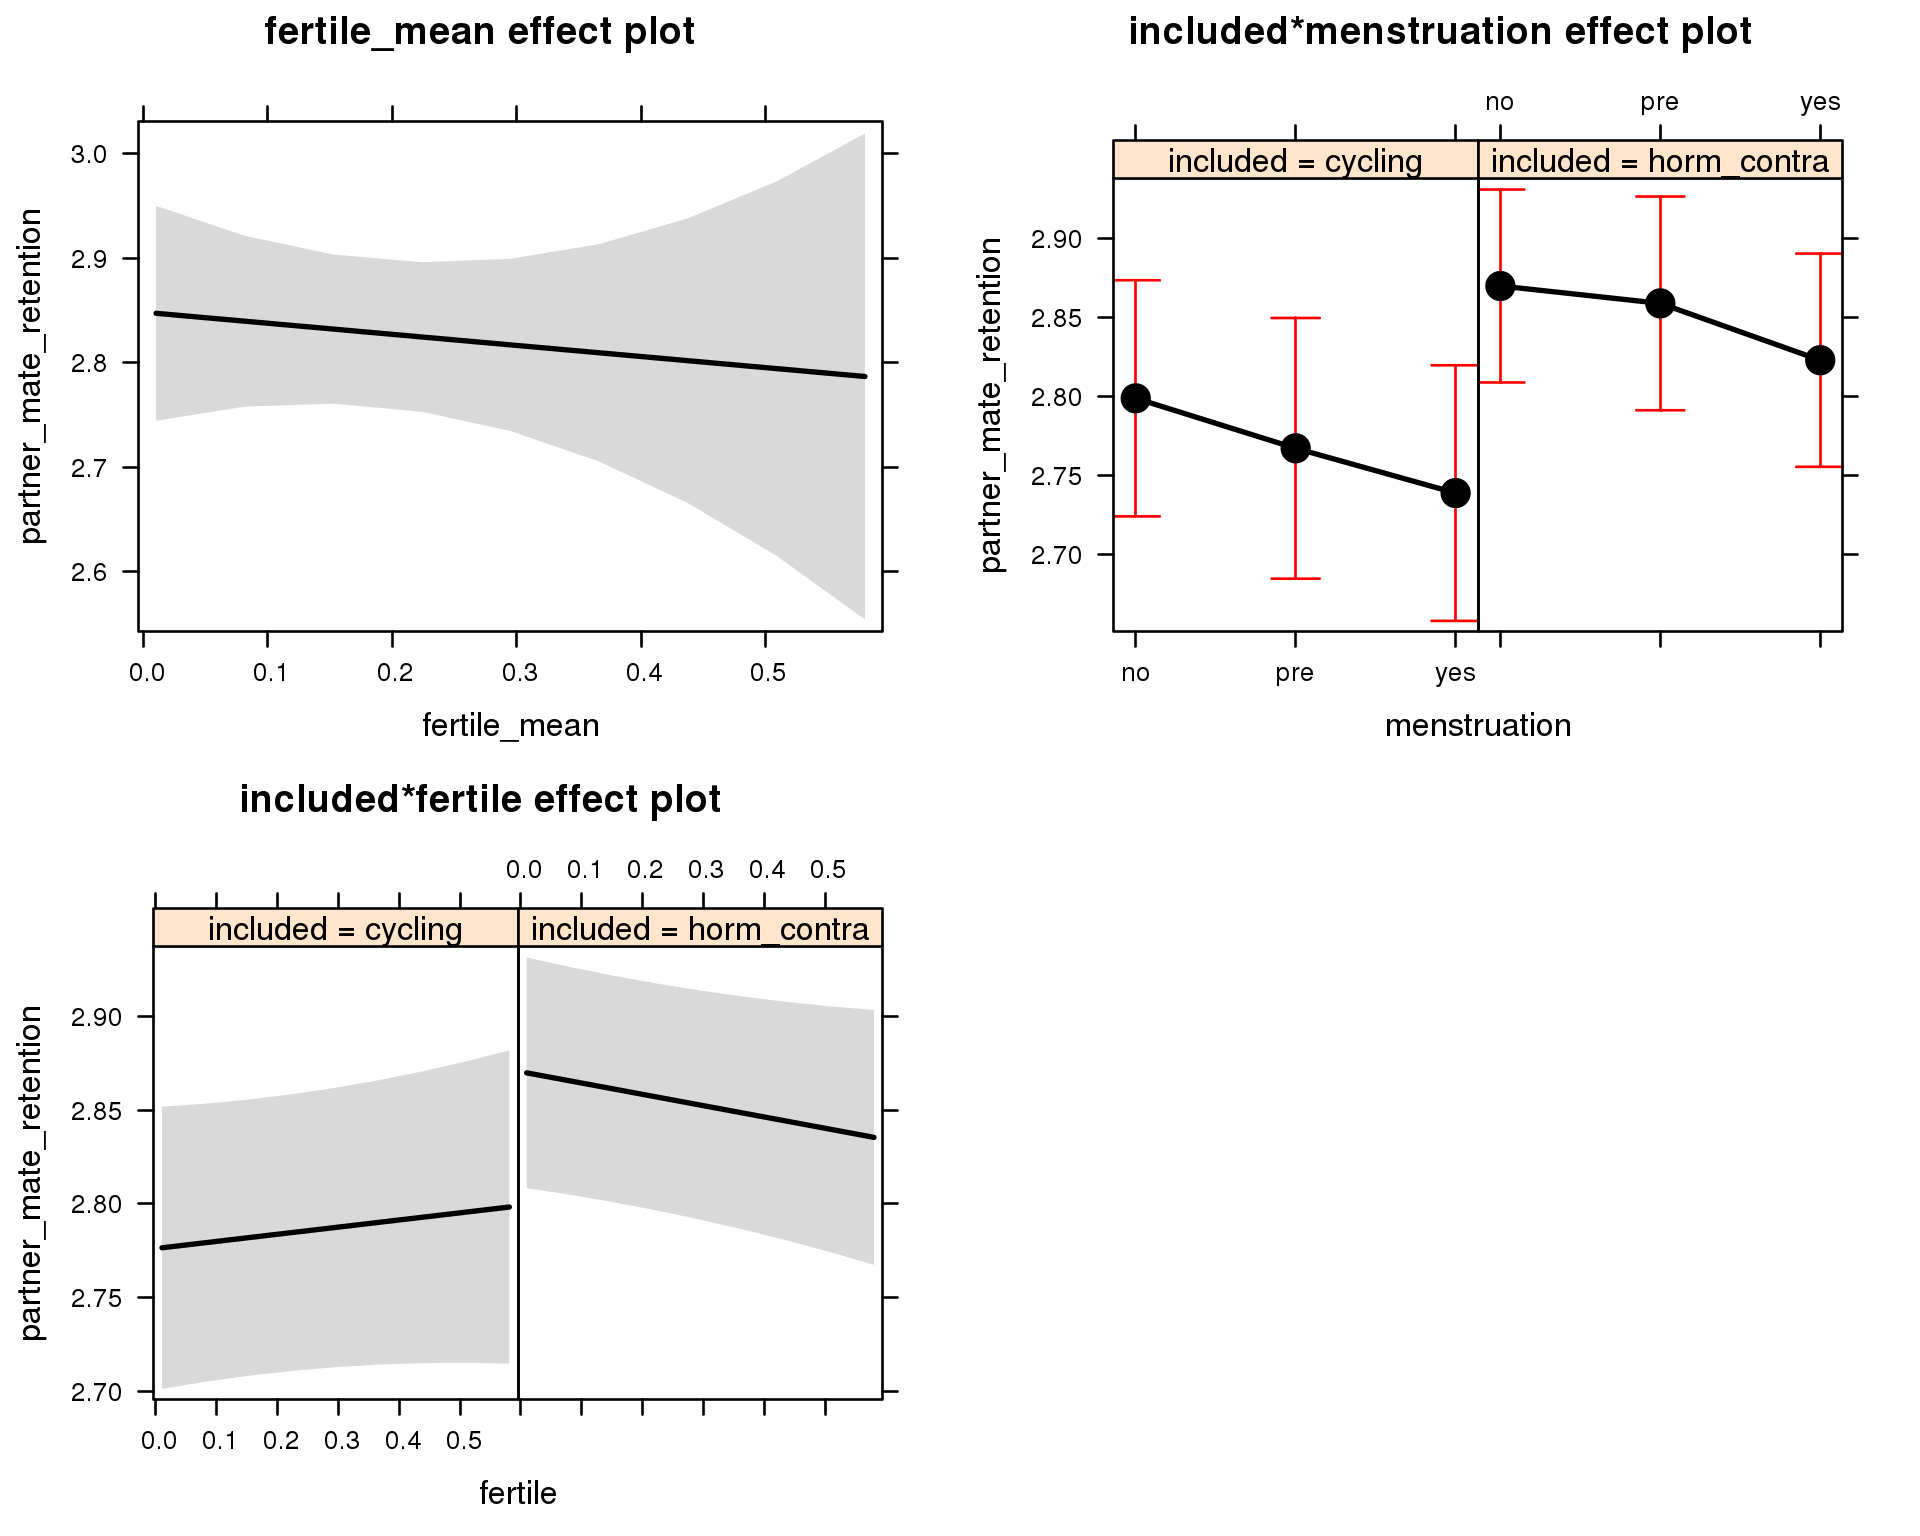 fertile_mean effect plot
partner_mate_retention
3.0
2.9
2.8
2.7
2.6
0.0 0.1 0.2 0.3 0.4 0.5
fertile_mean
included*menstruation effect plot
no pre yes
included = cycling included = horm_contra
partner_mate_retention
2.90
2.85
2.80
2.75
2.70
no pre yes
menstruation
included*fertile effect plot
0.0 0.1 0.2 0.3 0.4 0.5
included = cycling included = horm_contra
partner_mate_retention
2.90
2.85
2.80
2.75
2.70
0.0 0.1 0.2 0.3 0.4 0.5
fertile